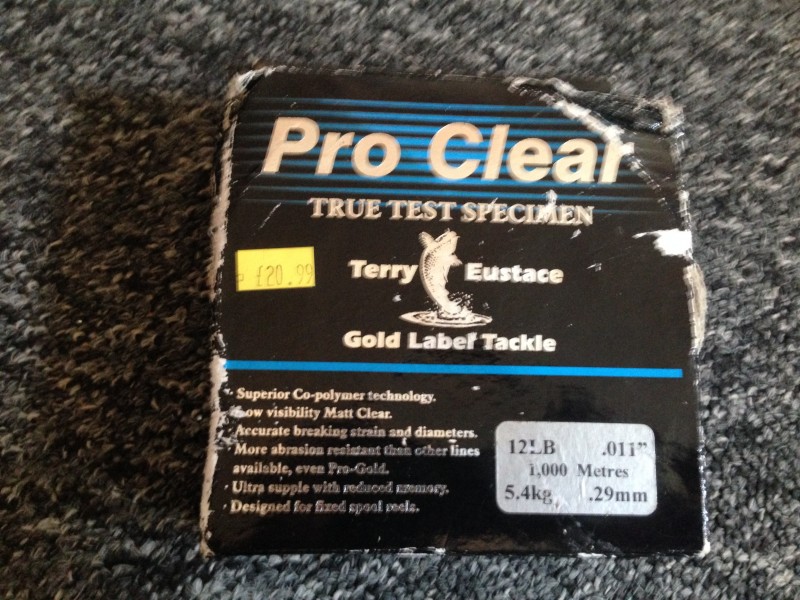 Pro Clear
TRUE TEST SPECIMEN
£20.99
Terry Eustace
Gold Label Tackle
· Superior Co-polymer technology.
· Low visibility Matt Clear.
· Accurate breaking strain and diameters.
· More abrasion resistant than other lines
available, even Pro-Gold.
· Ultra supple with reduced memory.
· Designed for fixed spool reels.
12LB .011"
1,000 Metres
5.4kg .29mm